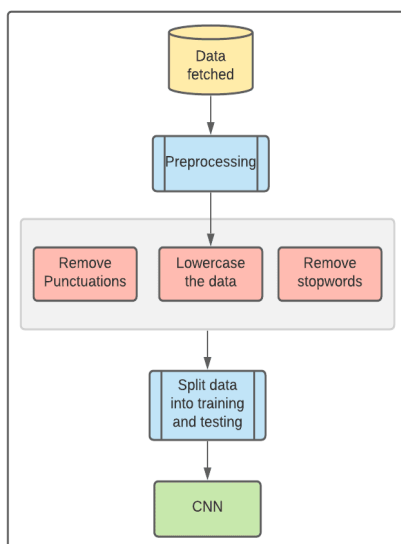 Data
fetched
Preprocessing
Remove
Punctuations
Lowercase
the data
Remove
stopwords
Split data
into training
and testing
CNN